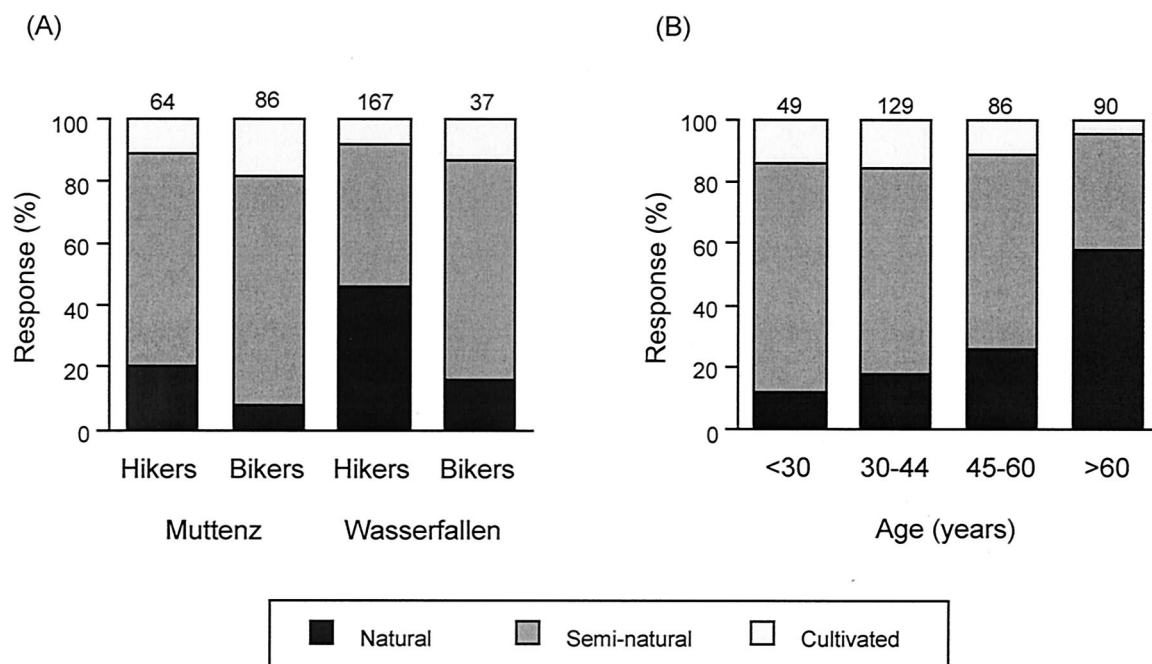 (A)
64 86 167 37
100
80
60
40
20
0
Response (%)
Hikers Bikers Hikers Bikers
Muttenz Wasserfallen
(B)
49 129 86 90
100
80
60
40
20
0
Response (%)
<30 30-44 45-60 >60
Age (years)
Natural Semi-natural Cultivated